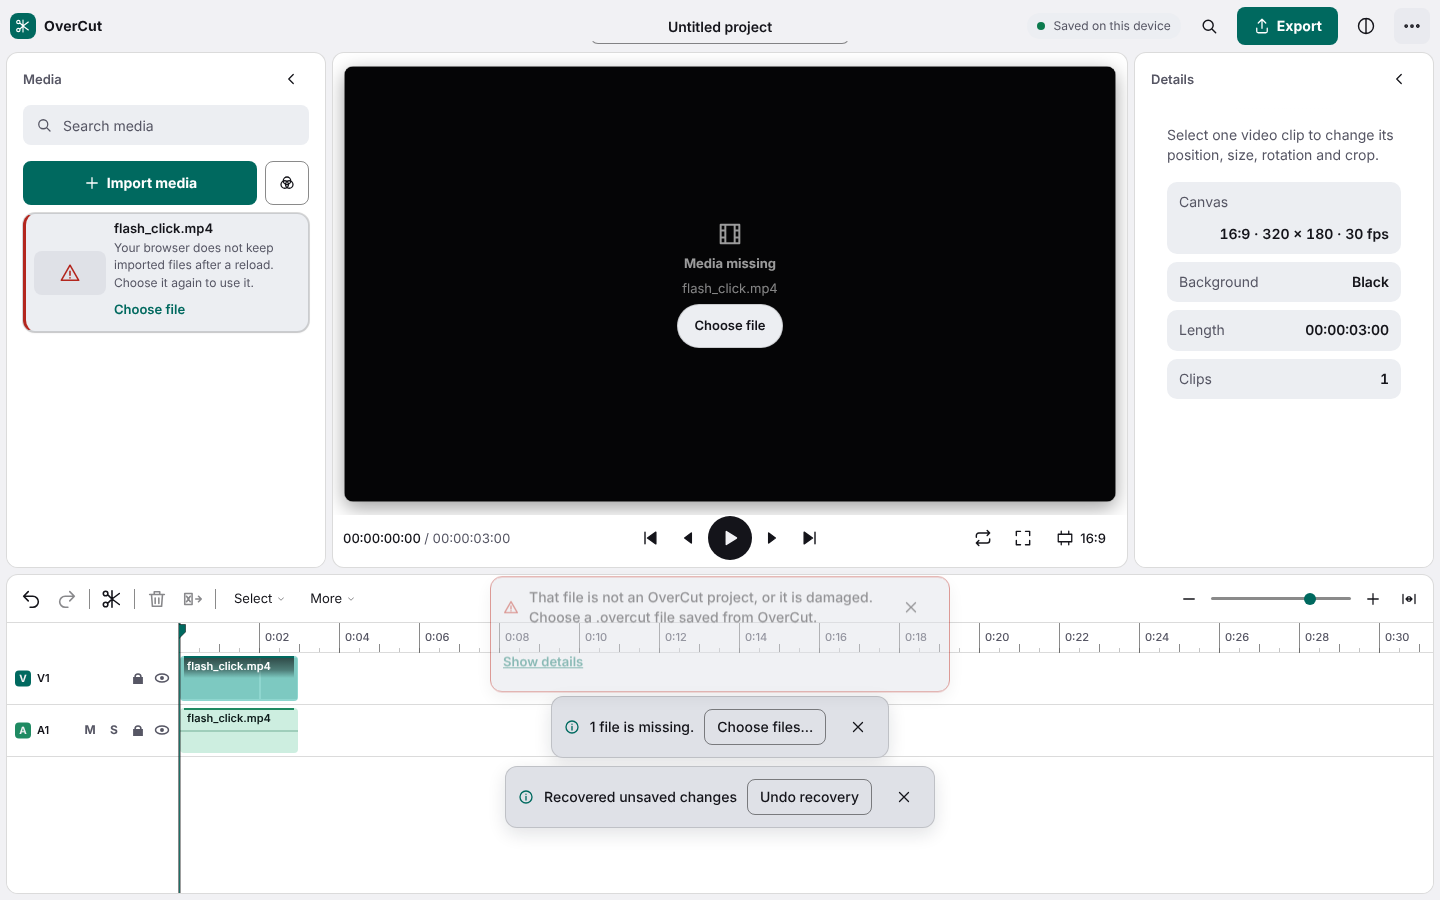 OverCut
Untitled project
Saved on this device
Export
Media
Search media
Import media
flash_click.mp4
Your browser does not keep
imported files after a reload.
Choose it again to use it.
Choose file
Media missing
flash_click.mp4
Choose file
00:00:00:00 / 00:00:03:00
16:9
Details
Select one video clip to change its
position, size, rotation and crop.
Canvas
16:9 · 320 × 180 · 30 fps
Background
Black
Length
00:00:03:00
Clips
1
Select
More
That file is not an OverCut project, or it is damaged.
Choose a .overcut file saved from OverCut.
Show details
0:02
0:04
0:06
0:08
0:10
0:12
0:14
0:16
0:18
0:20
0:22
0:24
0:26
0:28
0:30
V V1
flash_click.mp4
A A1 M S
flash_click.mp4
1 file is missing.
Choose files...
Recovered unsaved changes
Undo recovery